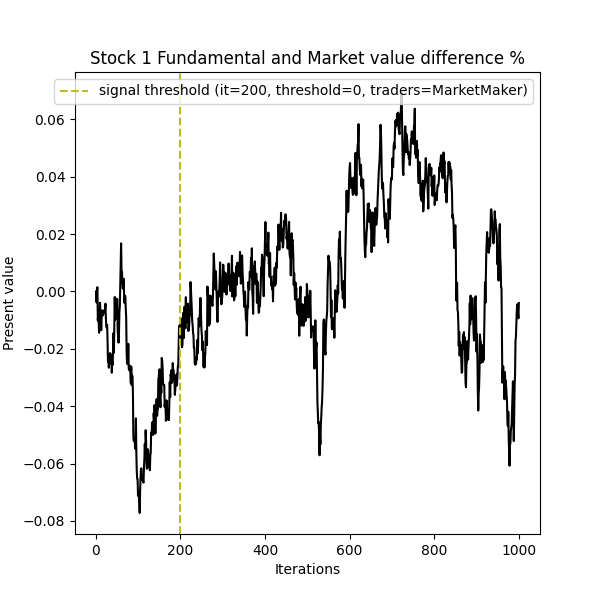 Stock 1 Fundamental and Market value difference %
signal threshold (it=200, threshold=0, traders=MarketMaker)
0.06
0.04
0.02
0.00
−0.02
−0.04
−0.06
−0.08
Present value
0 200 400 600 800 1000
Iterations